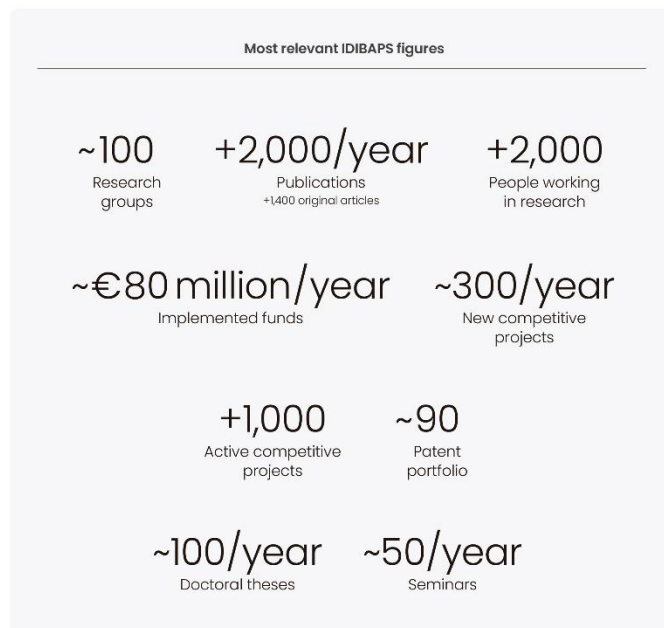 Most relevant IDIBAPS figures
~100
Research
groups
+2,000/year
Publications
+1,400 original articles
+2,000
People working
in research
~€80 million/year
Implemented funds
~300/year
New competitive
projects
+1,000
Active competitive
projects
~90
Patent
portfolio
~100/year
Doctoral theses
~50/year
Seminars